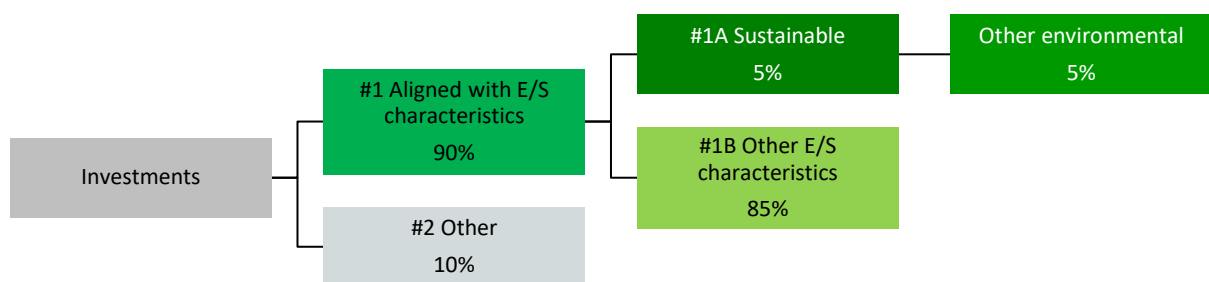 Investments
#1 Aligned with E/S
characteristics
90%
#2 Other
10%
#1A Sustainable
5%
#1B Other E/S
characteristics
85%
Other environmental
5%